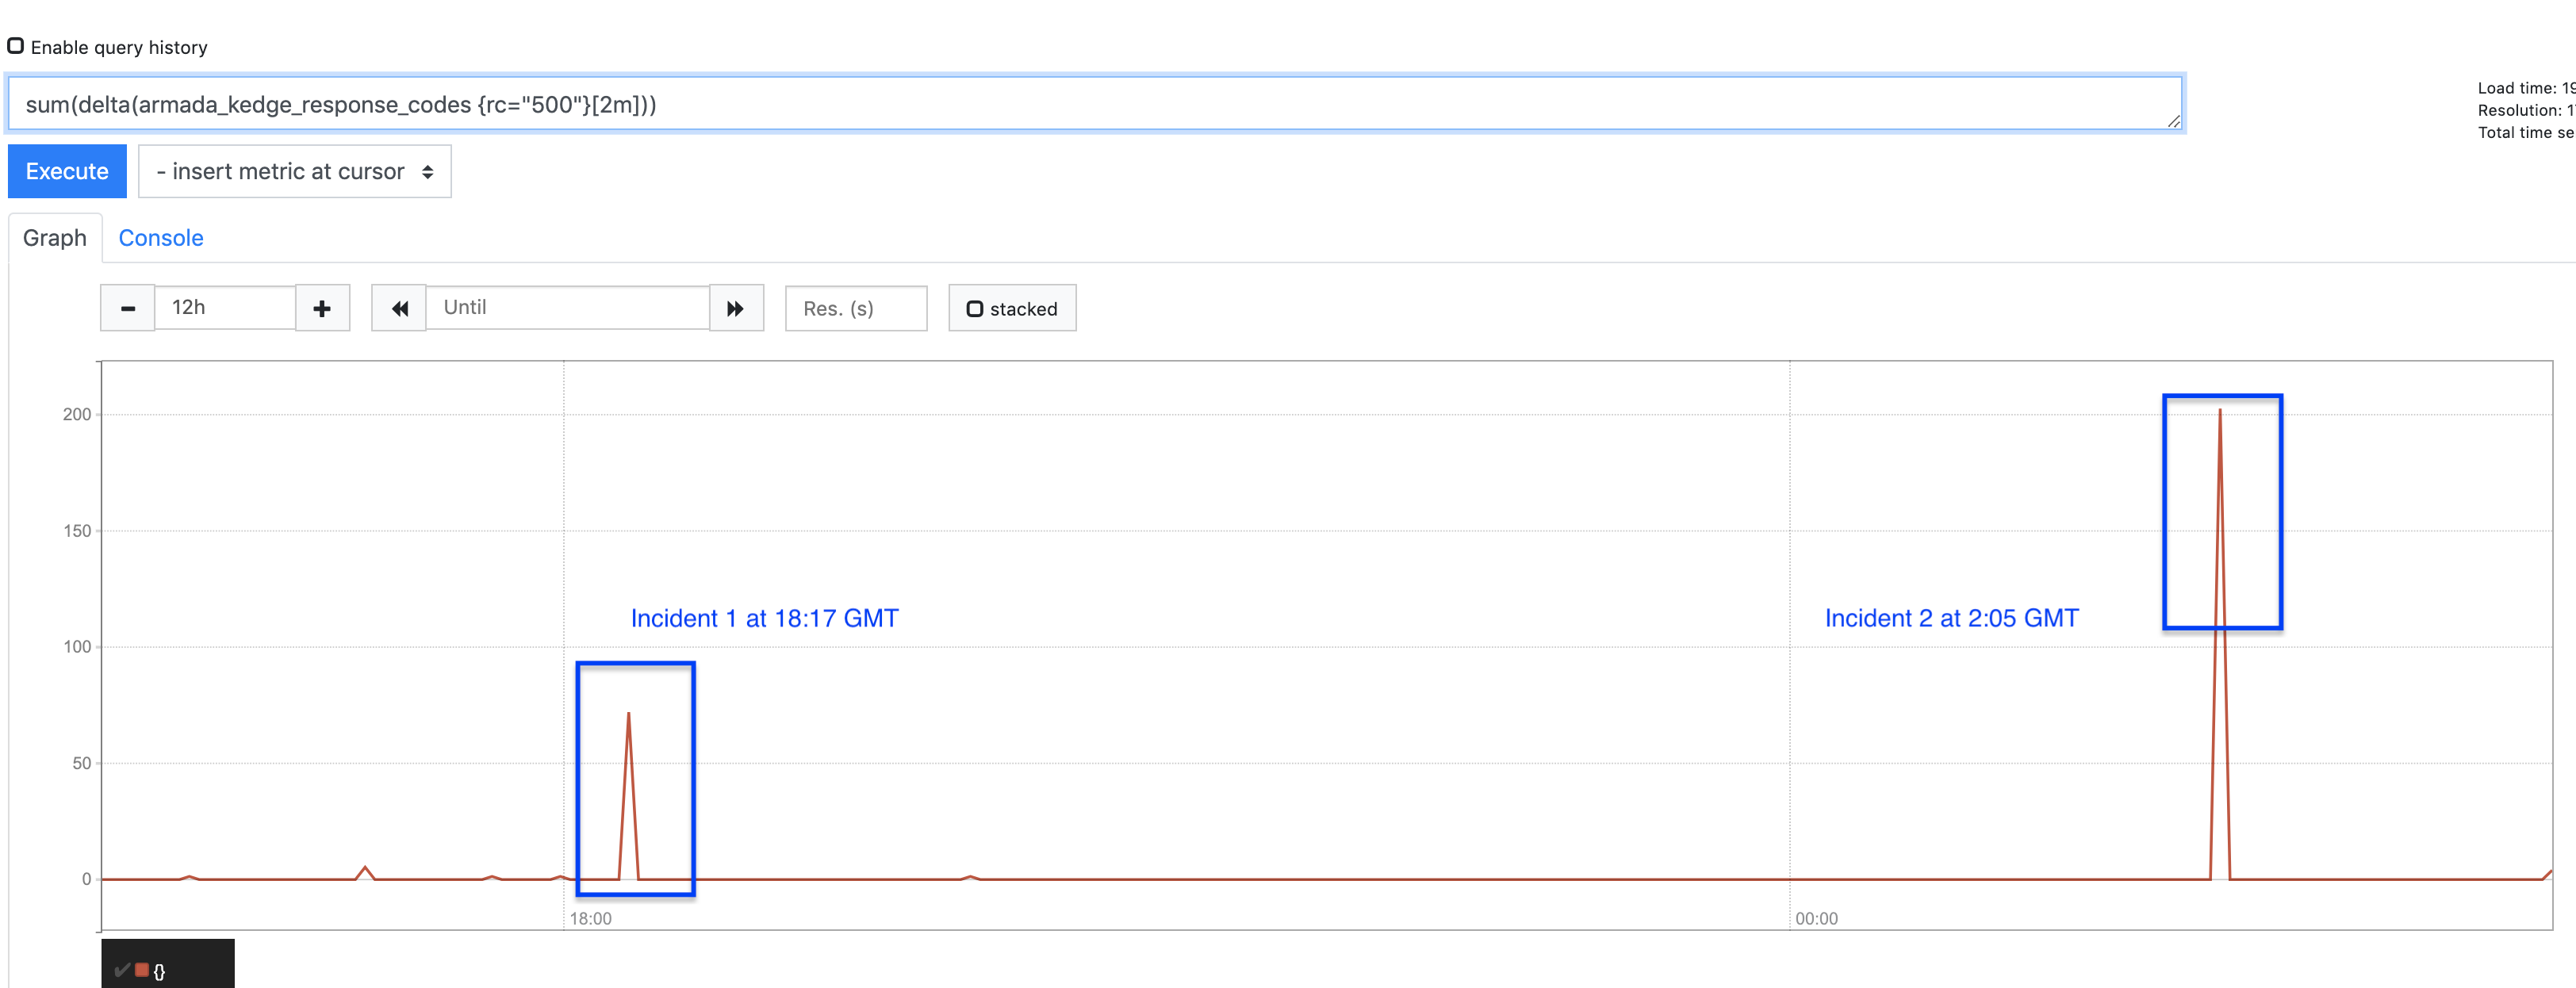 Enable query history
sum(delta(armada_kedge_response_codes {rc="500"}[2m]))
Load time: 19
Resolution: 1
Total time se
Execute
- insert metric at cursor
Graph
Console
12h
Until
Res. (s)
stacked
200
150
100
50
0
Incident 1 at 18:17 GMT
Incident 2 at 2:05 GMT
18:00
00:00
{}